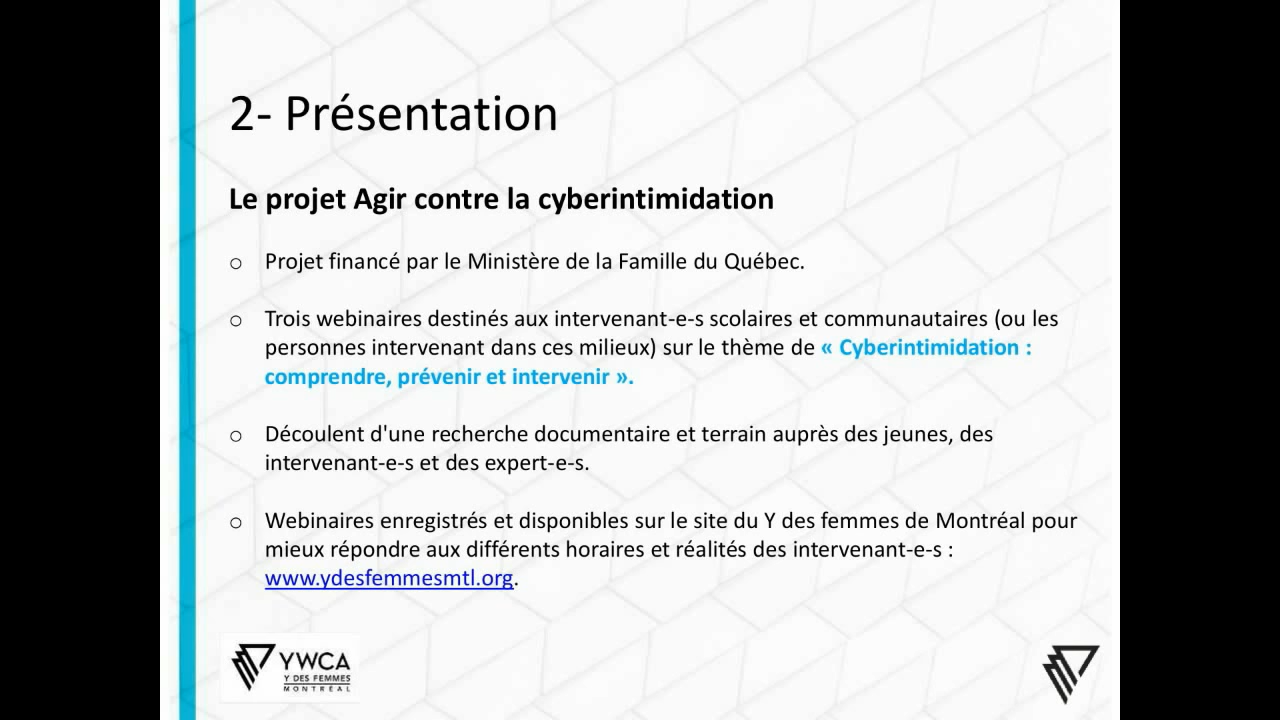 2- Présentation
Le projet Agir contre la cyberintimidation
o Projet financé par le Ministère de la Famille du Québec.
o Trois webinaires destinés aux intervenant-e-s scolaires et communautaires (ou les
personnes intervenant dans ces milieux) sur le thème de « Cyberintimidation :
comprendre, prévenir et intervenir ».
o Découlent d'une recherche documentaire et terrain auprès des jeunes, des
intervenant-e-s et des expert-e-s.
o Webinaires enregistrés et disponibles sur le site du Y des femmes de Montréal pour
mieux répondre aux différents horaires et réalités des intervenant-e-s :
www.ydesfemmesmtl.org.
YWCA
Y DES FEMMES
MONTRÉAL